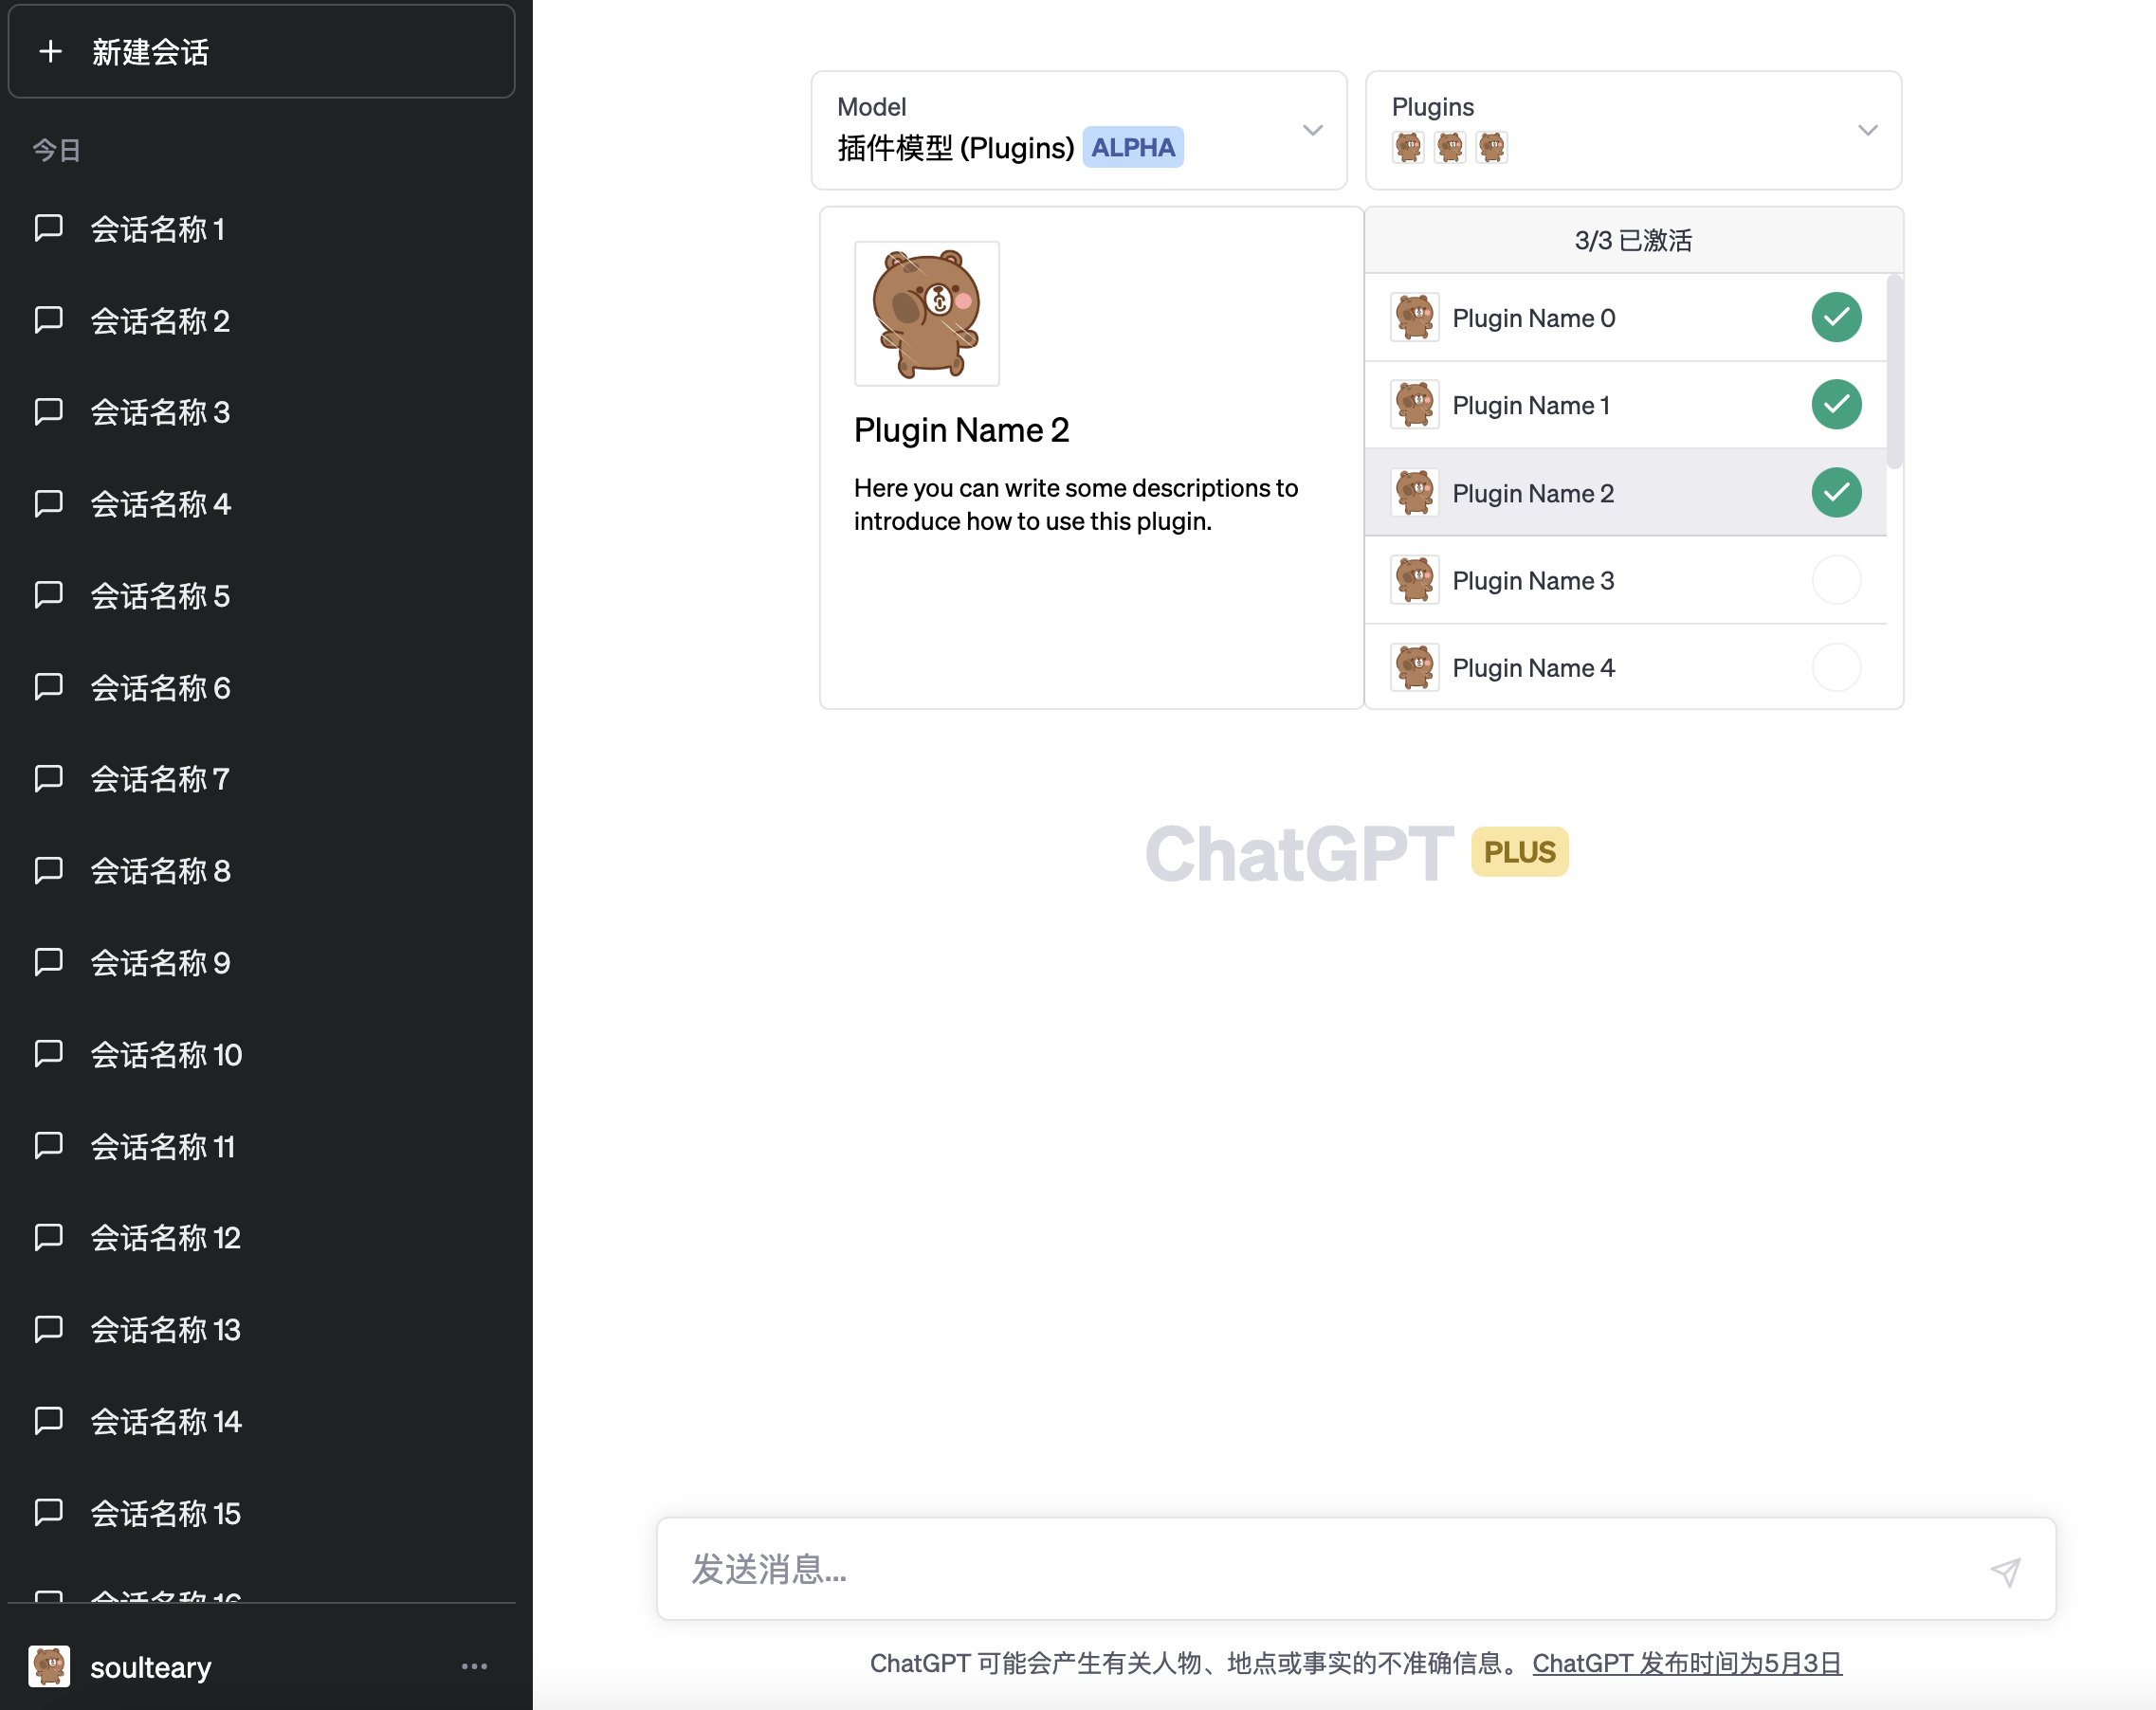 新建会话
今日
会话名称 1
会话名称 2
会话名称 3
会话名称 4
会话名称 5
会话名称 6
会话名称 7
会话名称 8
会话名称 9
会话名称 10
会话名称 11
会话名称 12
会话名称 13
会话名称 14
会话名称 15
会话名称 16
soulteary
Model
插件模型 (Plugins) ALPHA
Plugins
Plugin Name 2
Here you can write some descriptions to
introduce how to use this plugin.
3/3 已激活
Plugin Name 0
Plugin Name 1
Plugin Name 2
Plugin Name 3
Plugin Name 4
ChatGPT PLUS
发送消息...
ChatGPT 可能会产生有关人物、地点或事实的不准确信息。 ChatGPT 发布时间为5月3日